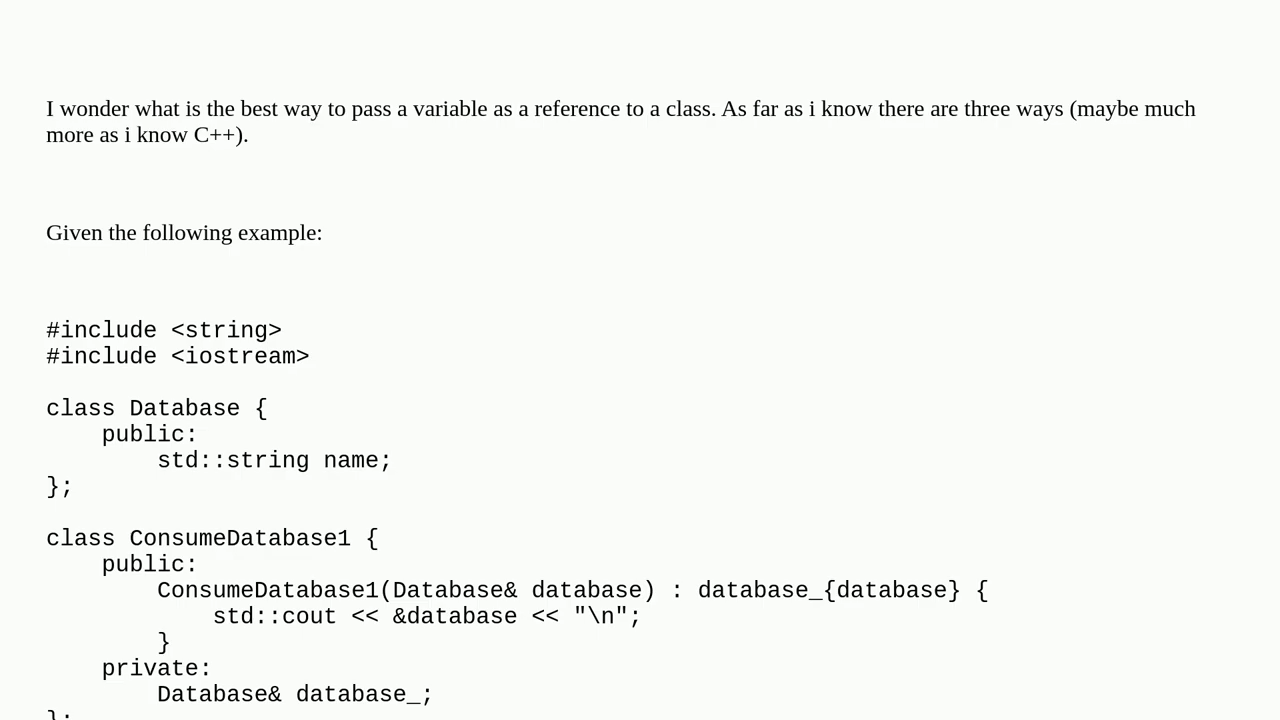 I wonder what is the best way to pass a variable as a reference to a class. As far as i know there are three ways (maybe much
more as i know C++).
Given the following example:
#include <string>
#include <iostream>
class Database {
    public:
        std::string name;
};
class ConsumeDatabase1 {
    public:
        ConsumeDatabase1(Database& database) : database_{database} {
            std::cout << &database << "\n";
        }
    private:
        Database& database_;
};